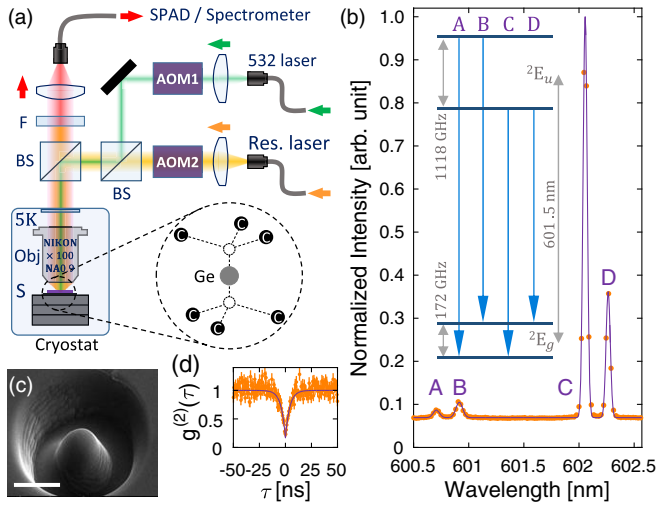 (a)
SPAD / Spectrometer
532 laser
AOM1
F
Res. laser
BS
AOM2
BS
5K
NIKON
Obj × 100
NA0.9
S
Cryostat
C
C
C
Ge
C
C
C
(b)
Normalized Intensity [arb. unit]
1.0
0.9
0.8
0.7
0.6
0.5
0.4
0.3
0.2
0.1
0
A B C D
²Eᵤ
1118 GHz
601.5 nm
172 GHz
²E_g
A
B
C
D
600.5 601 601.5 602 602.5
Wavelength [nm]
(c)
(d)
g⁽²⁾(τ)
1
0.5
0
-50 -25 0 25 50
τ [ns]